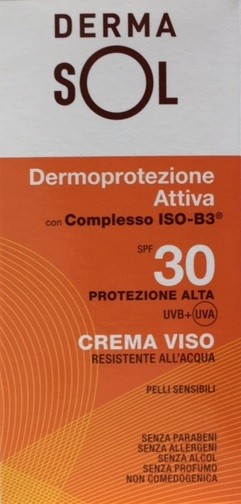 DERMA
SOL
Dermoprotezione
Attiva
con Complesso ISO-B3®
SPF 30
PROTEZIONE ALTA
UVB+UVA
CREMA VISO
RESISTENTE ALL'ACQUA
PELLI SENSIBILI
SENZA PARABENI
SENZA ALLERGENI
SENZA ALCOL
SENZA PROFUMO
NON COMEDOGENICA